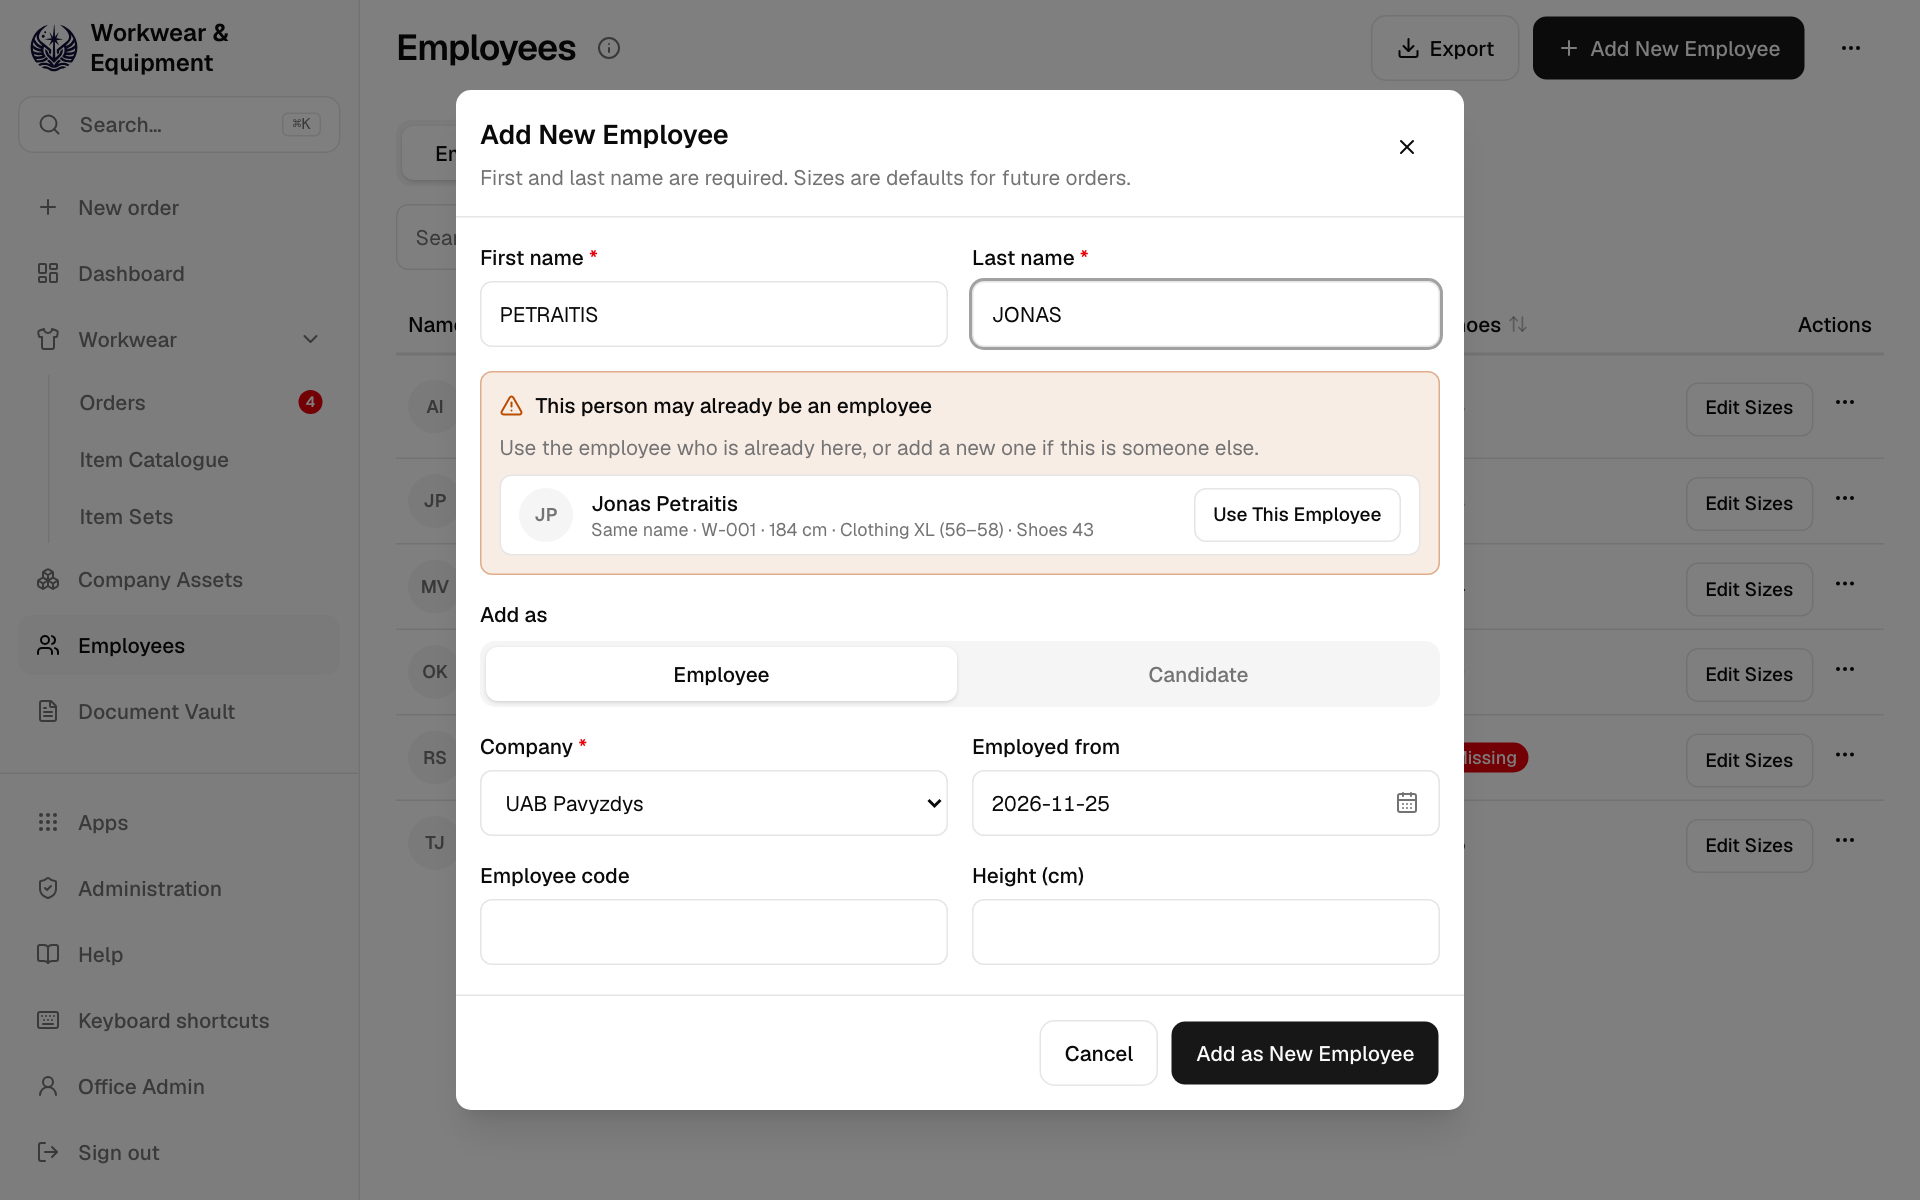 Workwear &
Equipment
Search...
⌘K
New order
Dashboard
Workwear
Orders
4
Item Catalogue
Item Sets
Company Assets
Employees
Document Vault
Apps
Administration
Help
Keyboard shortcuts
Office Admin
Sign out
Employees
Export
Add New Employee
Name
Actions
AI
Edit Sizes
JP
Edit Sizes
MV
Edit Sizes
OK
Edit Sizes
RS
Edit Sizes
TJ
Edit Sizes
Add New Employee
First and last name are required. Sizes are defaults for future orders.
First name *
Last name *
PETRAITIS
JONAS
This person may already be an employee
Use the employee who is already here, or add a new one if this is someone else.
JP
Jonas Petraitis
Same name · W-001 · 184 cm · Clothing XL (56–58) · Shoes 43
Use This Employee
Add as
Employee
Candidate
Company *
Employed from
UAB Pavyzdys
2026-11-25
Employee code
Height (cm)
Cancel
Add as New Employee